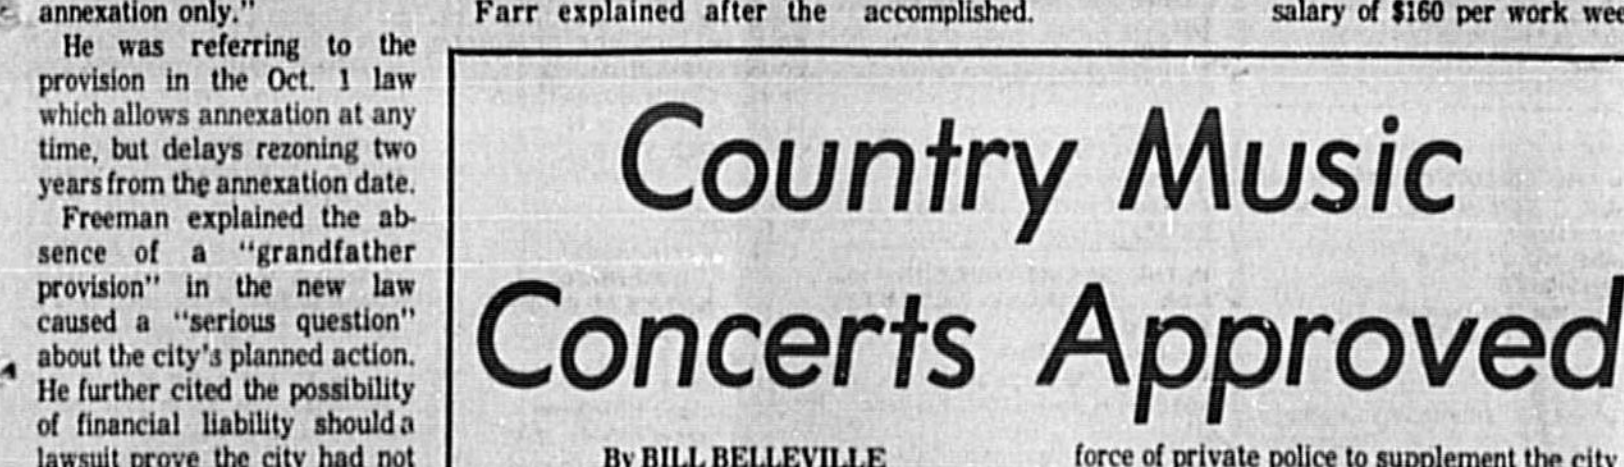 annexation only."
He was referring to the
provision in the Oct. 1 law
which allows annexation at any
time, but delays rezoning two
years from the annexation date.
Freeman explained the ab-
sence of a "grandfather
provision" in the new law
caused a "serious question"
about the city's planned action.
He further cited the possibility
of financial liability should a
lawsuit prove the city had not
Farr explained after the
accomplished.
salary of $160 per work
Country Music
Concerts Approved
By BILL BELLEVILLE
force of private police to supplement the city